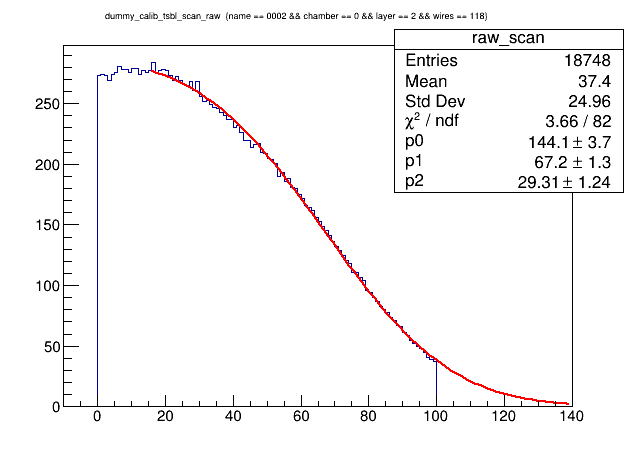 dummy_calib_tsbl_scan_raw (name == 0002 && chamber == 0 && layer == 2 && wires == 118)
raw_scan
Entries 18748
Mean 37.4
Std Dev 24.96
χ² / ndf 3.66 / 82
p0 144.1 ± 3.7
p1 67.2 ± 1.3
p2 29.31 ± 1.24
250
200
150
100
50
0
0 20 40 60 80 100 120 140